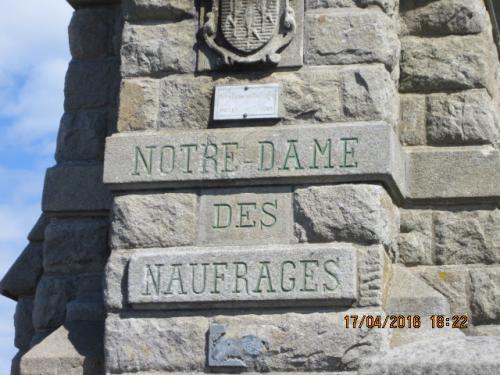 NOTRE-DAME
DES
NAUFRAGES
17/04/2016 18:22